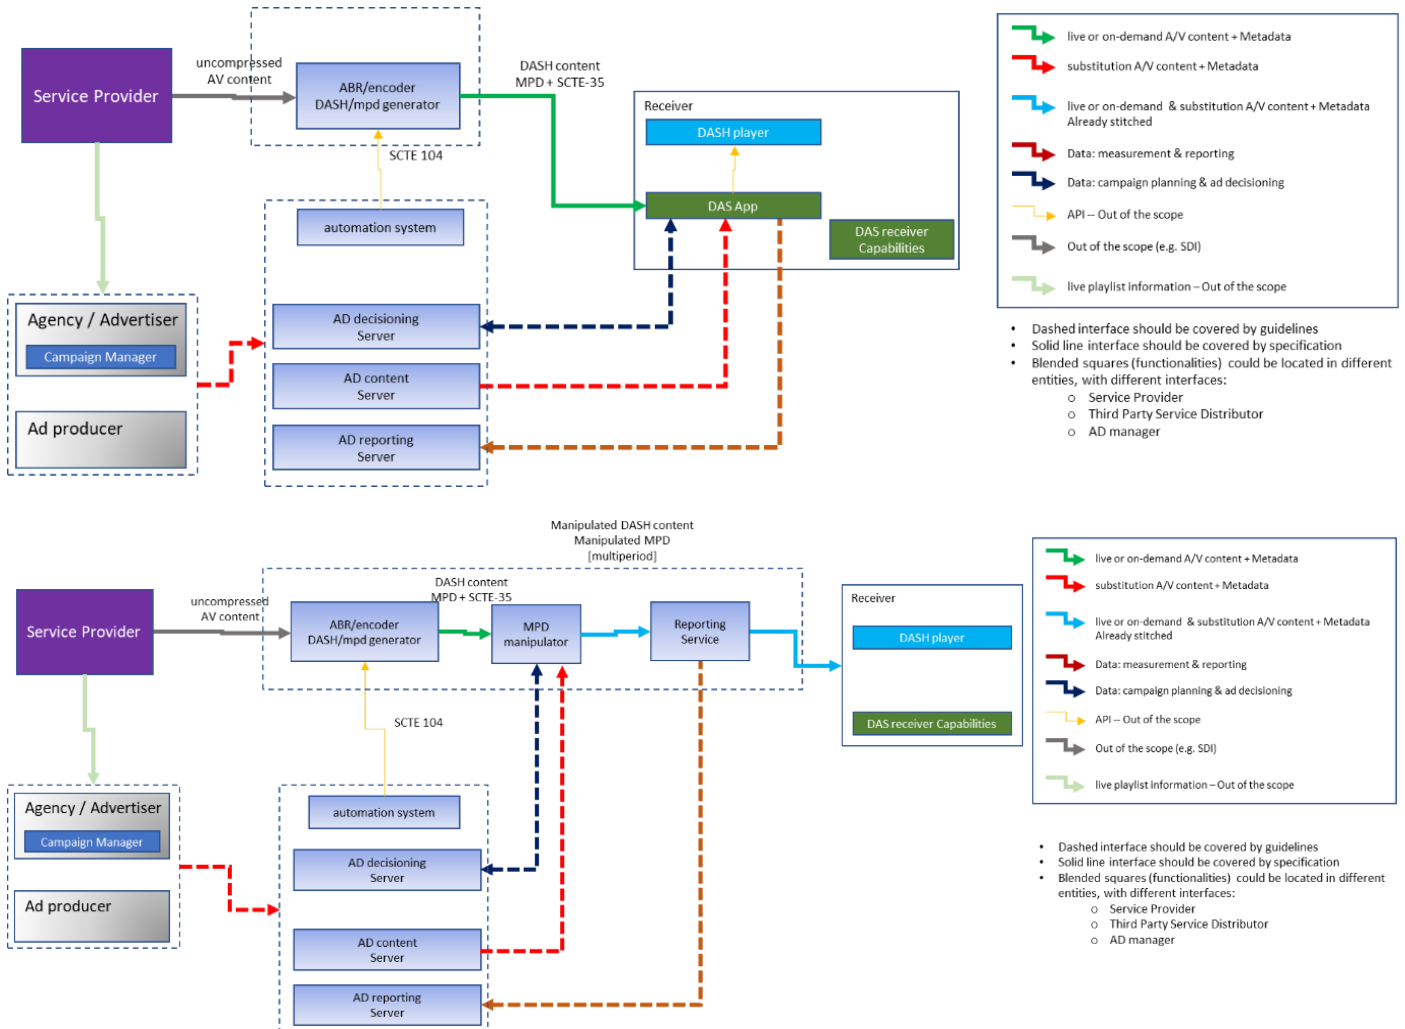 uncompressed
AV content
Service Provider
ABR/encoder
DASH/mpd generator
DASH content
MPD + SCTE-35
SCTE 104
Receiver
DASH player
DAS App
DAS receiver
Capabilities
automation system
Agency / Advertiser
Campaign Manager
Ad producer
AD decisioning
Server
AD content
Server
AD reporting
Server
live or on-demand A/V content + Metadata
substitution A/V content + Metadata
live or on-demand & substitution A/V content + Metadata
Already stitched
Data: measurement & reporting
Data: campaign planning & ad decisioning
API – Out of the scope
Out of the scope (e.g. SDI)
live playlist information – Out of the scope
• Dashed interface should be covered by guidelines
• Solid line interface should be covered by specification
• Blended squares (functionalities) could be located in different
entities, with different interfaces:
o Service Provider
o Third Party Service Distributor
o AD manager
Manipulated DASH content
Manipulated MPD
[multiperiod]
uncompressed
AV content
Service Provider
ABR/encoder
DASH/mpd generator
DASH content
MPD + SCTE-35
MPD
manipulator
Reporting
Service
SCTE 104
Receiver
DASH player
DAS receiver Capabilities
automation system
Agency / Advertiser
Campaign Manager
Ad producer
AD decisioning
Server
AD content
Server
AD reporting
Server
live or on-demand A/V content + Metadata
substitution A/V content + Metadata
live or on-demand & substitution A/V content + Metadata
Already stitched
Data: measurement & reporting
Data: campaign planning & ad decisioning
API – Out of the scope
Out of the scope (e.g. SDI)
live playlist information – Out of the scope
• Dashed interface should be covered by guidelines
• Solid line interface should be covered by specification
• Blended squares (functionalities) could be located in different
entities, with different interfaces:
o Service Provider
o Third Party Service Distributor
o AD manager